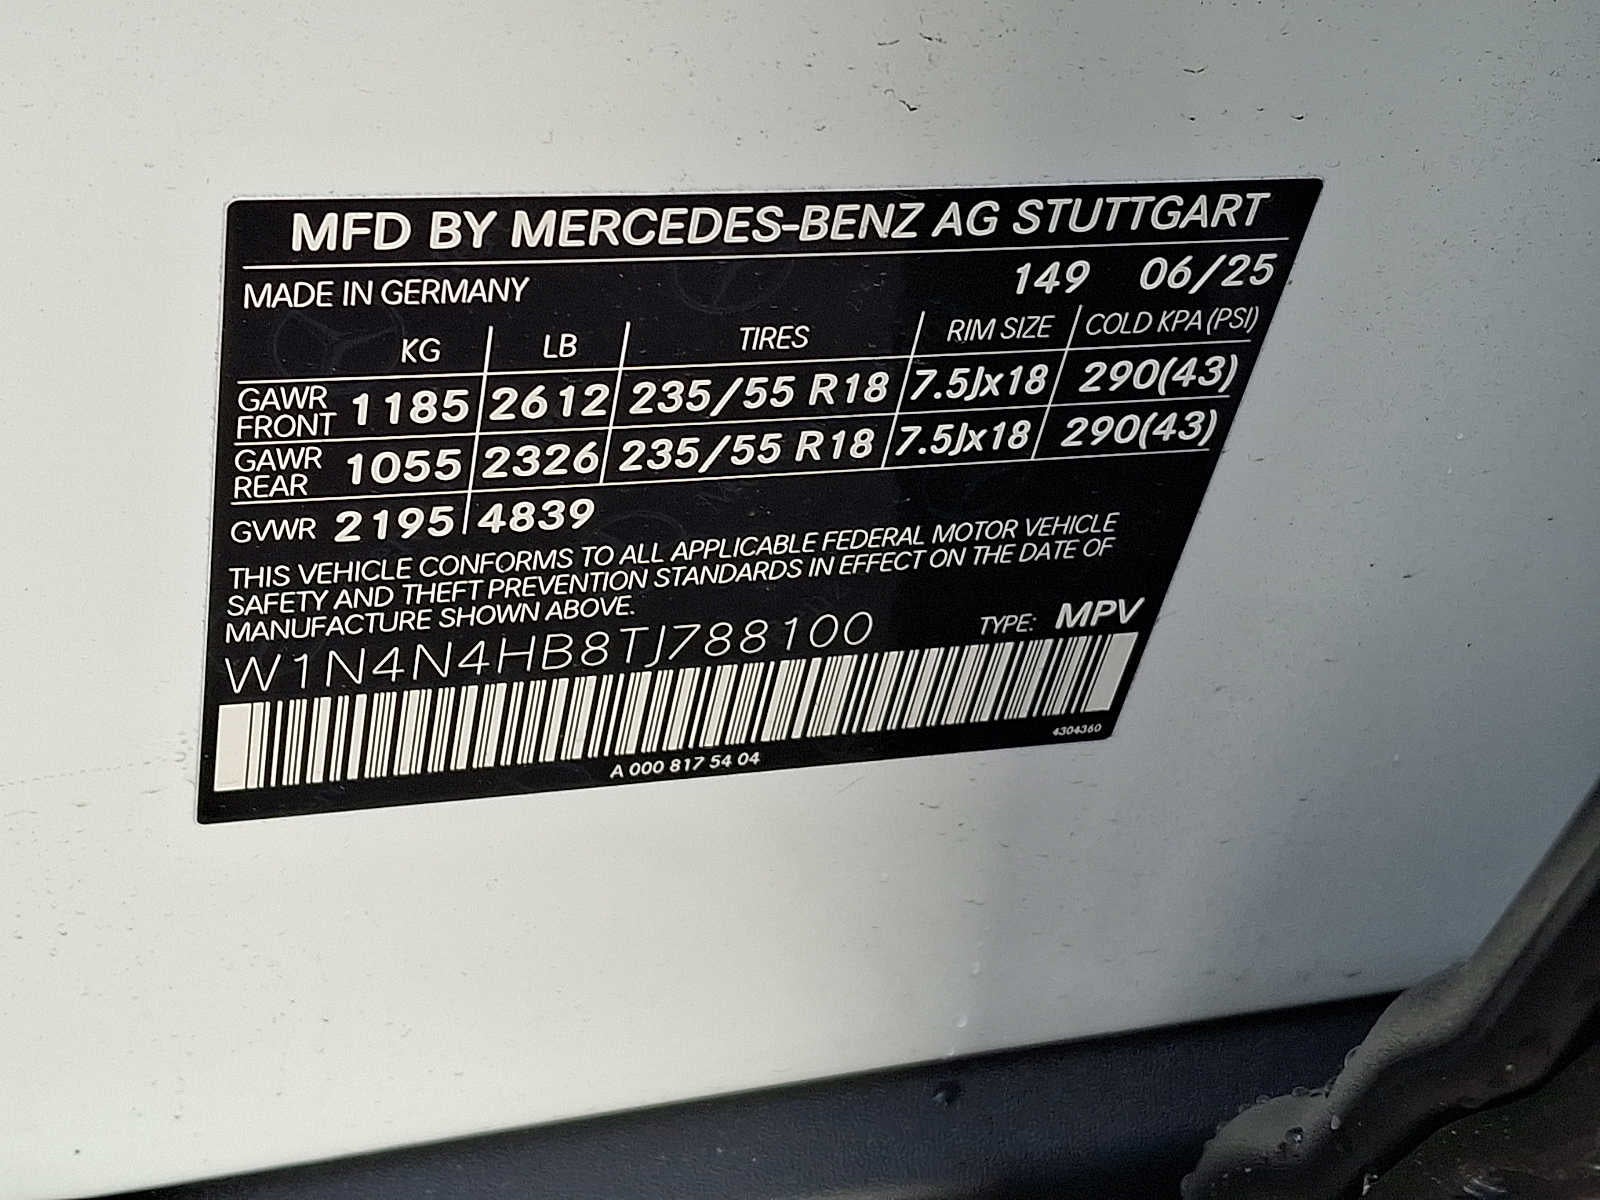 MFD BY MERCEDES-BENZ AG STUTTGART
MADE IN GERMANY 149 06/25
KG LB TIRES RIM SIZE COLD KPA (PSI)
GAWR FRONT 1185 2612 235/55 R18 7.5Jx18 290(43)
GAWR REAR 1055 2326 235/55 R18 7.5Jx18 290(43)
GVWR 2195 4839
THIS VEHICLE CONFORMS TO ALL APPLICABLE FEDERAL MOTOR VEHICLE
SAFETY AND THEFT PREVENTION STANDARDS IN EFFECT ON THE DATE OF
MANUFACTURE SHOWN ABOVE.
W1N4N4HB8TJ788100 TYPE: MPV
A 000 817 54 04 4304360